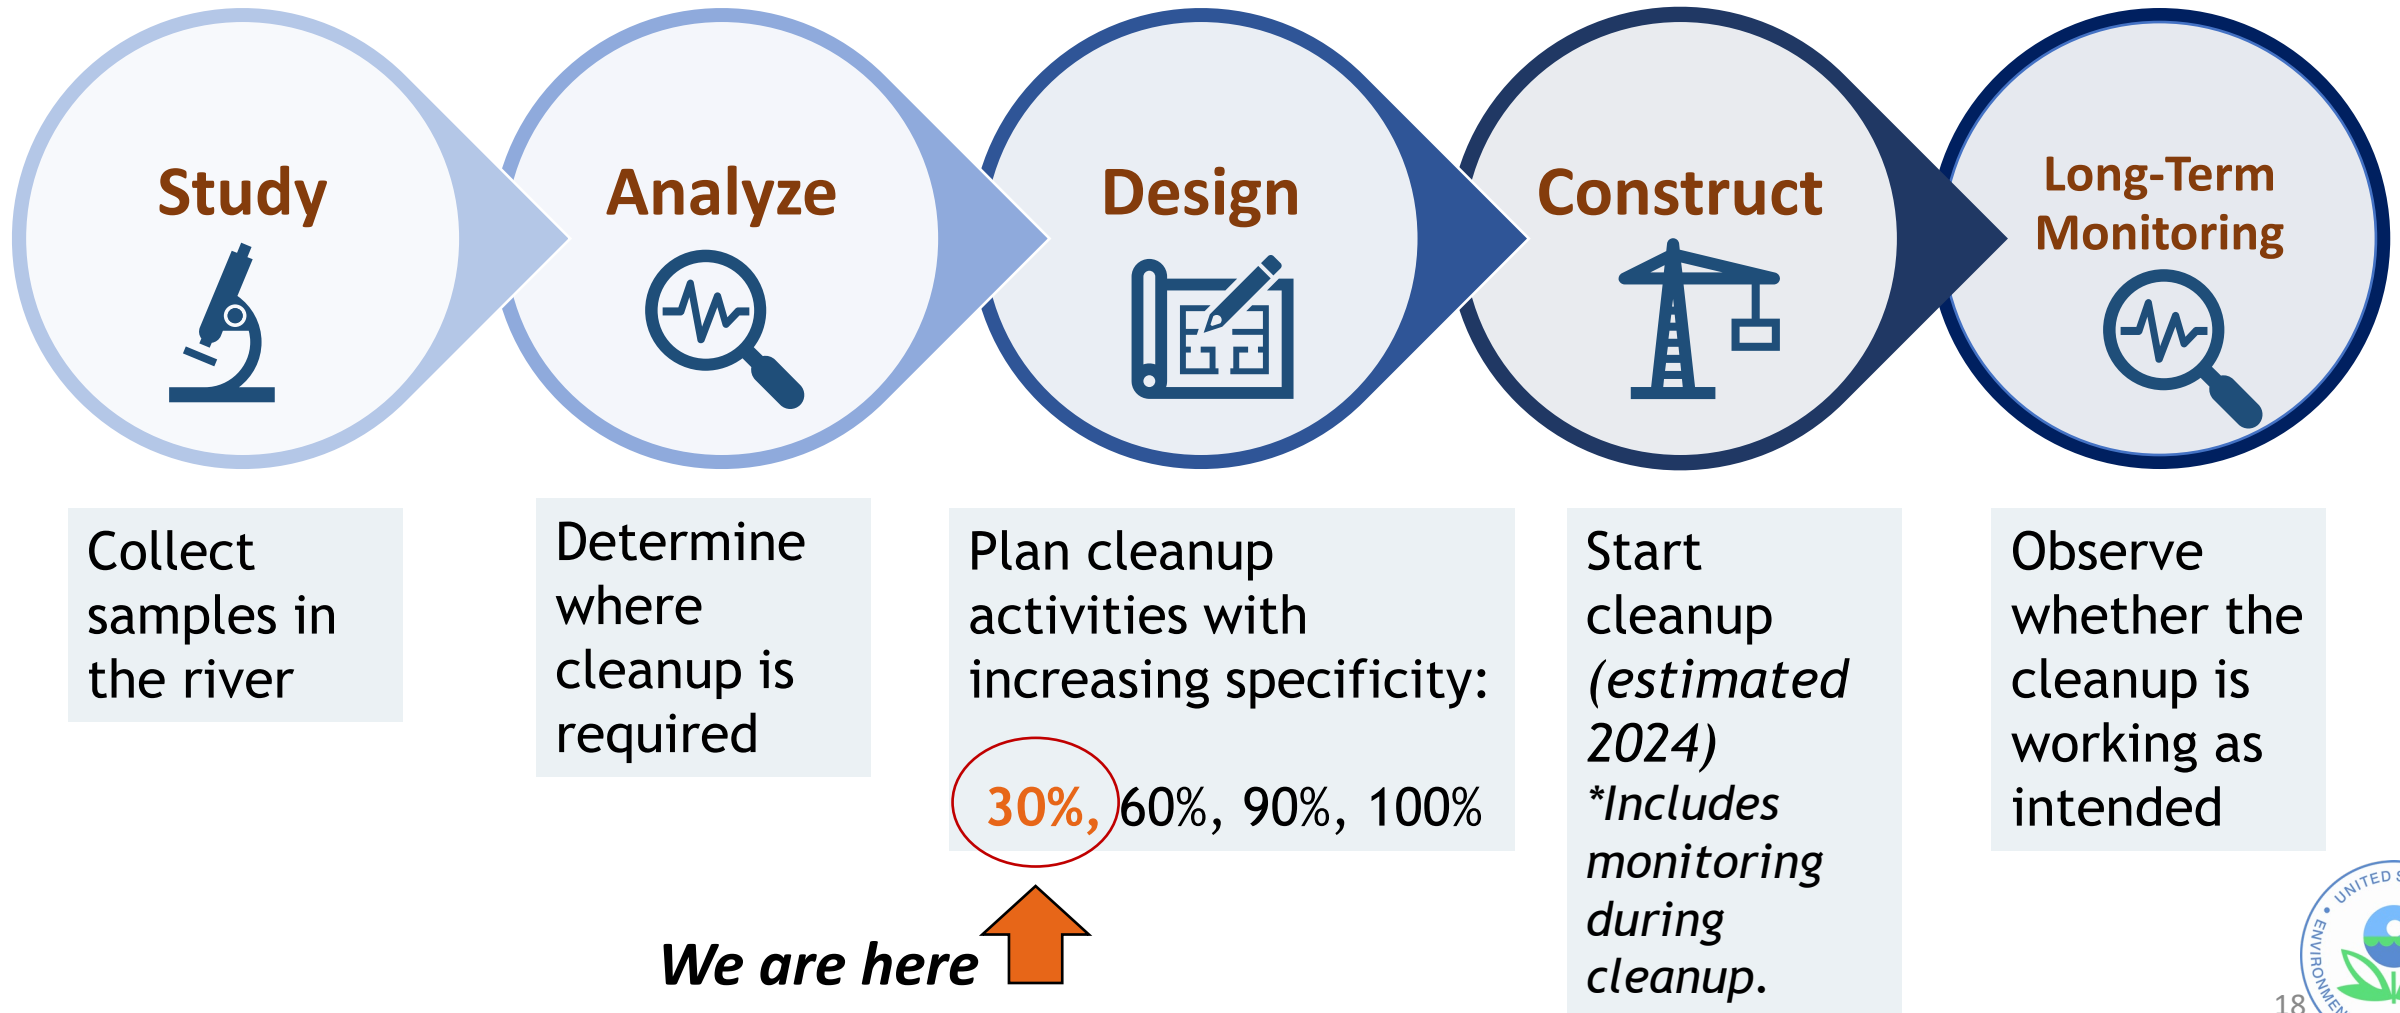 Study
Collect
samples in
the river
Analyze
Determine
where
cleanup is
required
Design
Plan cleanup
activities with
increasing specificity:
30%, 60%, 90%, 100%
We are here
Construct
Start
cleanup
(estimated
2024)
*Includes
monitoring
during
cleanup.
Long-Term
Monitoring
Observe
whether the
cleanup is
working as
intended
UNITED
18